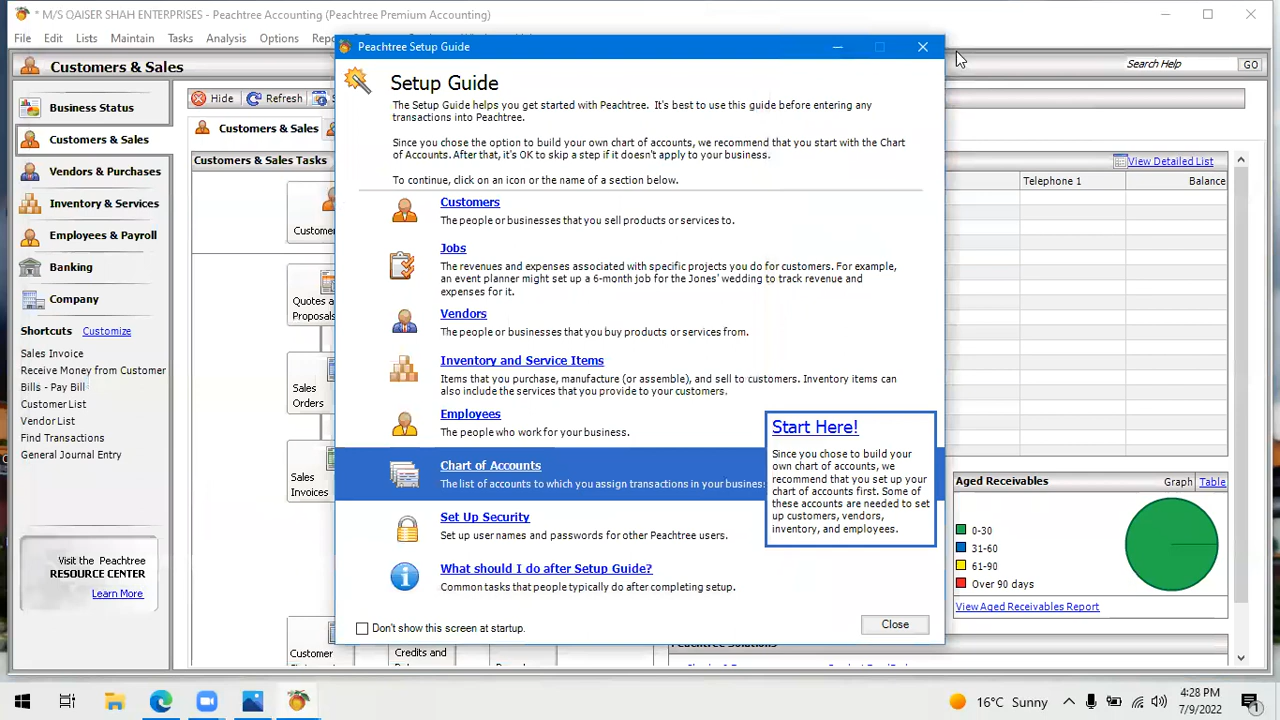 * M/S QAISER SHAH ENTERPRISES - Peachtree Accounting (Peachtree Premium Accounting)
File Edit Lists Maintain Tasks Analysis Options
Peachtree Setup Guide
Customers & Sales
Search Help
GO
Business Status
Customers & Sales
Vendors & Purchases
Inventory & Services
Employees & Payroll
Banking
Company
Shortcuts Customize
Sales Invoice
Receive Money from Customer
Bills - Pay Bill
Customer List
Vendor List
Find Transactions
General Journal Entry
Visit the Peachtree
RESOURCE CENTER
Learn More
Hide Refresh
Customers & Sales
Customers & Sales Tasks
Quotes and
Proposals
Sales
Orders
Sales
Invoices
Customer
Credits and
Setup Guide
The Setup Guide helps you get started with Peachtree. It's best to use this guide before entering any
transactions into Peachtree.
Since you chose the option to build your own chart of accounts, we recommend that you start with the Chart
of Accounts. After that, it's OK to skip a step if it doesn't apply to your business.
To continue, click on an icon or the name of a section below.
Customers
The people or businesses that you sell products or services to.
Jobs
The revenues and expenses associated with specific projects you do for customers. For example,
an event planner might set up a 6-month job for the Jones' wedding to track revenue and
expenses for it.
Vendors
The people or businesses that you buy products or services from.
Inventory and Service Items
Items that you purchase, manufacture (or assemble), and sell to customers. Inventory items can
also include the services that you provide to your customers.
Employees
The people who work for your business.
Chart of Accounts
The list of accounts to which you assign transactions in your business
Set Up Security
Set up user names and passwords for other Peachtree users.
What should I do after Setup Guide?
Common tasks that people typically do after completing setup.
Start Here!
Since you chose to build your
own chart of accounts, we
recommend that you set up your
chart of accounts first. Some of
these accounts are needed to set
up customers, vendors,
inventory, and employees.
Don't show this screen at startup.
Close
View Detailed List
Telephone 1 Balance
Aged Receivables Graph Table
0-30
31-60
61-90
Over 90 days
View Aged Receivables Report
16°C Sunny
4:28 PM
7/9/2022
1